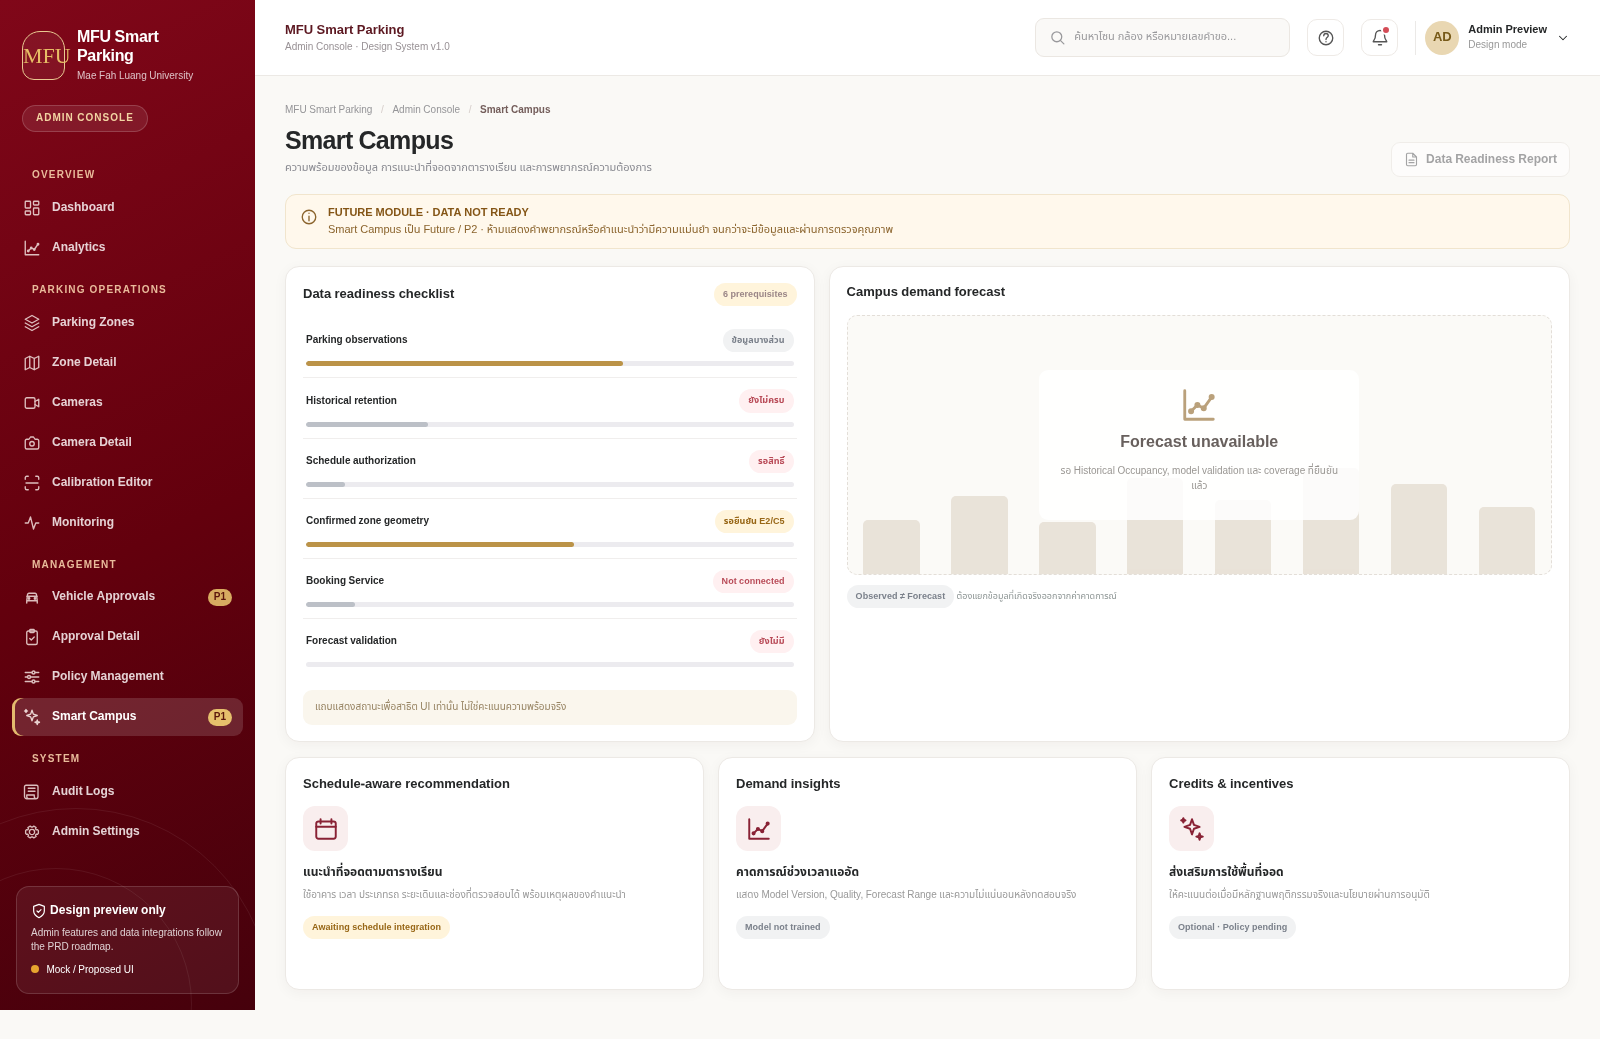 MFU
MFU Smart
Parking
Mae Fah Luang University
ADMIN CONSOLE
OVERVIEW
Dashboard
Analytics
PARKING OPERATIONS
Parking Zones
Zone Detail
Cameras
Camera Detail
Calibration Editor
Monitoring
MANAGEMENT
Vehicle Approvals P1
Approval Detail
Policy Management
Smart Campus P1
SYSTEM
Audit Logs
Admin Settings
Design preview only
Admin features and data integrations follow
the PRD roadmap.
Mock / Proposed UI
MFU Smart Parking
Admin Console · Design System v1.0
ค้นหาโซน กล้อง หรือหมายเลขคำขอ...
AD
Admin Preview
Design mode
MFU Smart Parking / Admin Console / Smart Campus
Smart Campus
ความพร้อมของข้อมูล การแนะนำที่จอดจากตารางเรียน และการพยากรณ์ความต้องการ
Data Readiness Report
FUTURE MODULE · DATA NOT READY
Smart Campus เป็น Future / P2 · ห้ามแสดงค่าพยากรณ์หรือคำแนะนำว่ามีความแม่นยำ จนกว่าจะมีข้อมูลและผ่านการตรวจคุณภาพ
Data readiness checklist
6 prerequisites
Parking observations
ข้อมูลบางส่วน
Historical retention
ยังไม่ครบ
Schedule authorization
รอสิทธิ์
Confirmed zone geometry
รอยืนยัน E2/C5
Booking Service
Not connected
Forecast validation
ยังไม่มี
แถบแสดงสถานะเพื่อสาธิต UI เท่านั้น ไม่ใช่คะแนนความพร้อมจริง
Campus demand forecast
Forecast unavailable
รอ Historical Occupancy, model validation และ coverage ที่ยืนยัน
แล้ว
Observed ≠ Forecast ต้องแยกข้อมูลที่เกิดจริงออกจากค่าคาดการณ์
Schedule-aware recommendation
แนะนำที่จอดตามตารางเรียน
ใช้อาคาร เวลา ประเภทรถ ระยะเดินและช่องที่ตรวจสอบได้ พร้อมเหตุผลของคำแนะนำ
Awaiting schedule integration
Demand insights
คาดการณ์ช่วงเวลาแออัด
แสดง Model Version, Quality, Forecast Range และความไม่แน่นอนหลังทดสอบจริง
Model not trained
Credits & incentives
ส่งเสริมการใช้พื้นที่จอด
ให้คะแนนต่อเมื่อมีหลักฐานพฤติกรรมจริงและนโยบายผ่านการอนุมัติ
Optional · Policy pending